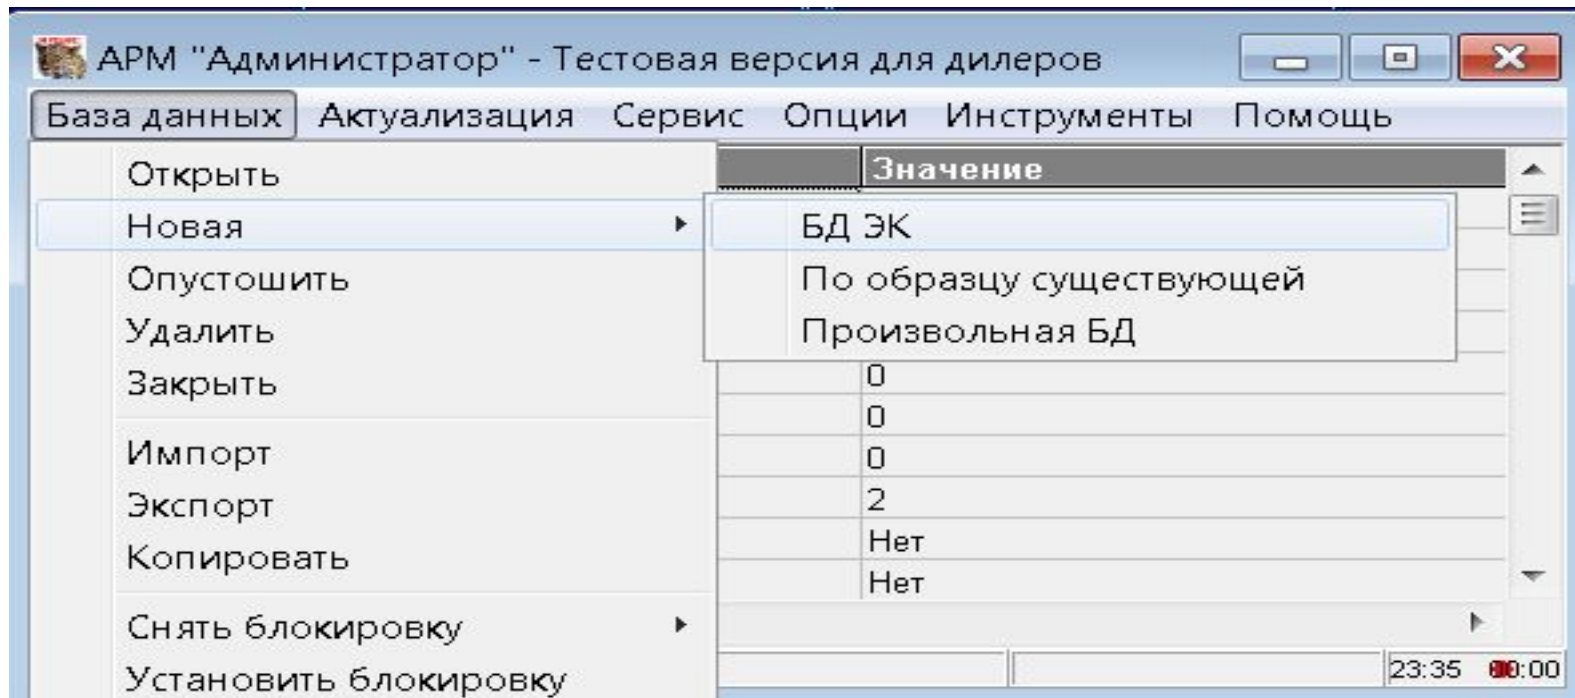 АРМ "Администратор" - Тестовая версия для дилеров
База данных Актуализация Сервис Опции Инструменты Помощь
Открыть
Новая
Опустошить
Удалить
Закрыть
Импорт
Экспорт
Копировать
Снять блокировку
Установить блокировку
Значение
БД ЭК
По образцу существующей
Произвольная БД
0
0
0
2
Нет
Нет
23:35